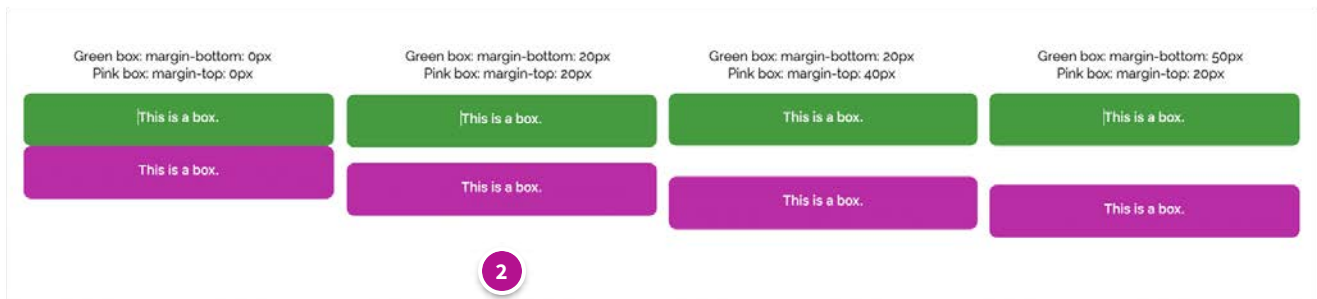 Green box: margin-bottom: 0px
Pink box: margin-top: 0px
This is a box.
This is a box.
Green box: margin-bottom: 20px
Pink box: margin-top: 20px
This is a box.
This is a box.
Green box: margin-bottom: 20px
Pink box: margin-top: 40px
This is a box.
This is a box.
Green box: margin-bottom: 50px
Pink box: margin-top: 20px
This is a box.
This is a box.
2